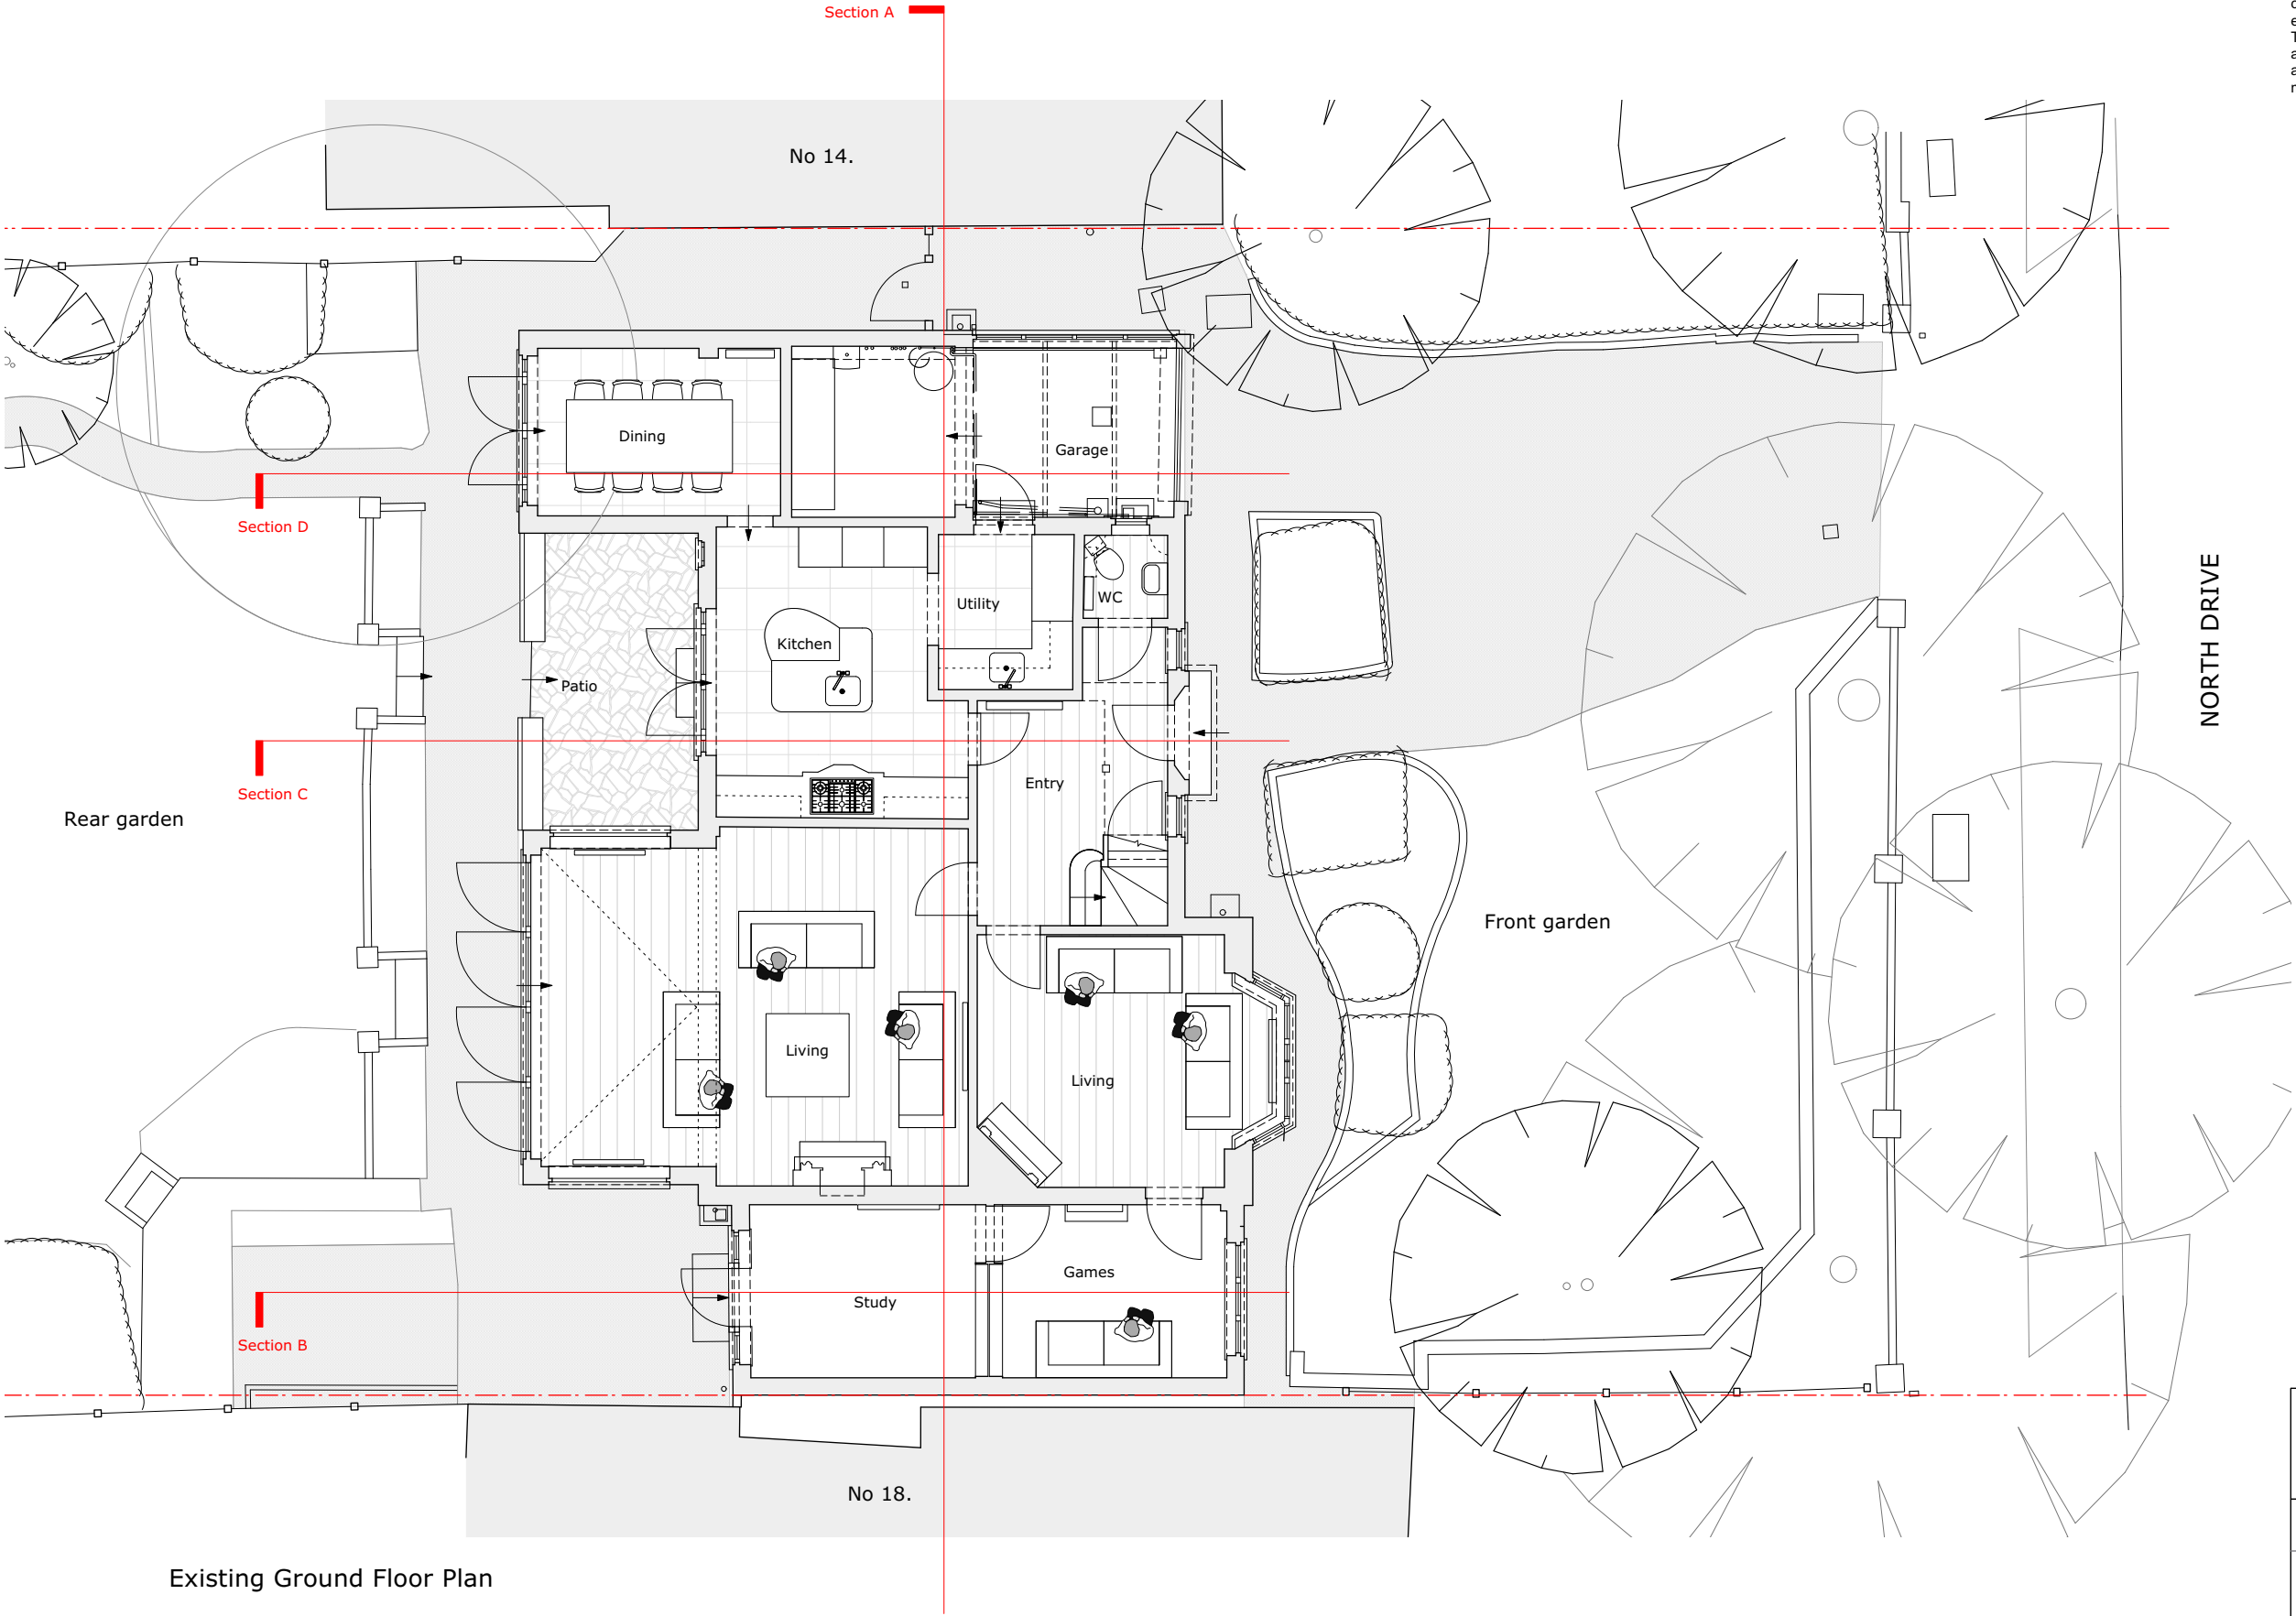 Section A
No 14.
Dining
Garage
Section D
Utility
WC
Kitchen
Patio
NORTH DRIVE
Section C
Entry
Rear garden
Front garden
Living
Living
Games
Study
Section B
No 18.
Existing Ground Floor Plan